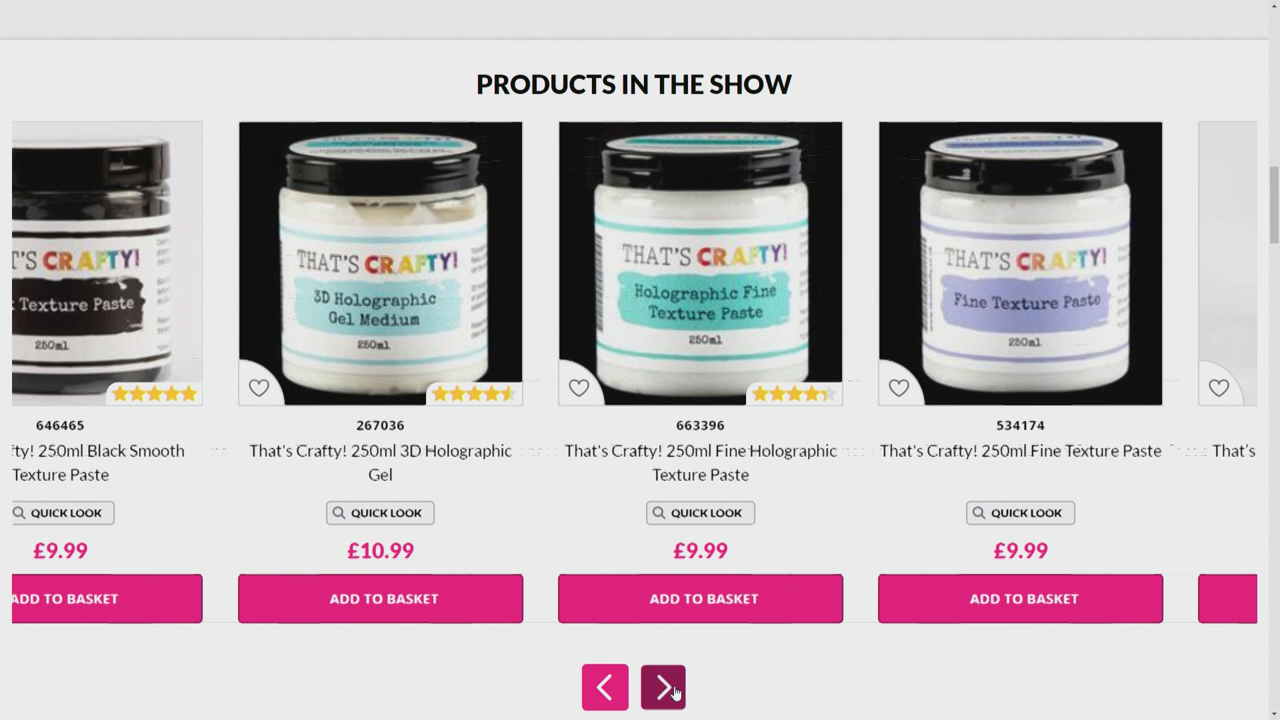 PRODUCTS IN THE SHOW
T'S CRAFTY!
Texture Paste
250ml
THAT'S CRAFTY!
3D Holographic
Gel Medium
250ml
THAT'S CRAFTY!
Holographic Fine
Texture Paste
250ml
THAT'S CRAFTY!
Fine Texture Paste
250ml
646465
267036
663396
534174
fty! 250ml Black Smooth
Texture Paste
That's Crafty! 250ml 3D Holographic
Gel
That's Crafty! 250ml Fine Holographic
Texture Paste
That's Crafty! 250ml Fine Texture Paste
That's
QUICK LOOK
QUICK LOOK
QUICK LOOK
QUICK LOOK
£9.99
£10.99
£9.99
£9.99
ADD TO BASKET
ADD TO BASKET
ADD TO BASKET
ADD TO BASKET